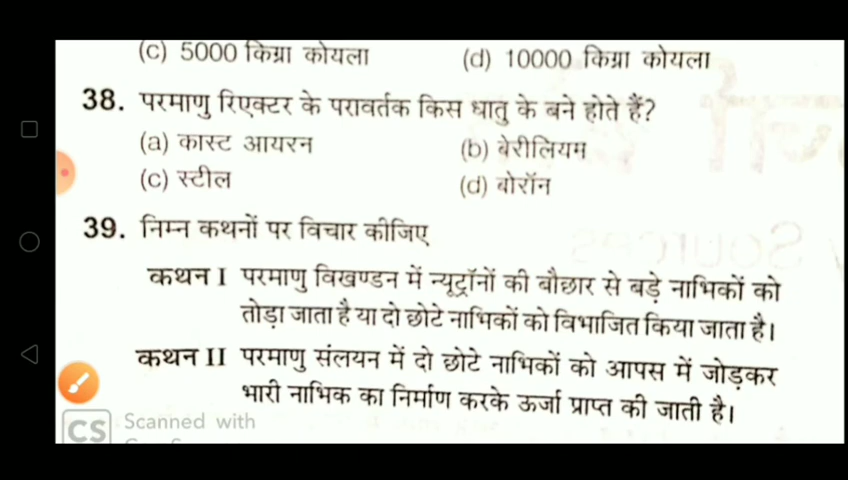 (c) 5000 किग्रा कोयला (d) 10000 किग्रा कोयला
38. परमाणु रिएक्टर के परावर्तक किस धातु के बने होते हैं?
(a) कास्ट आयरन (b) बेरीलियम
(c) स्टील (d) बोरॉन
39. निम्न कथनों पर विचार कीजिए
कथन I परमाणु विखण्डन में न्यूट्रॉनों की बौछार से बड़े नाभिकों को
तोड़ा जाता है या दो छोटे नाभिकों को विभाजित किया जाता है।
कथन II परमाणु संलयन में दो छोटे नाभिकों को आपस में जोड़कर
भारी नाभिक का निर्माण करके ऊर्जा प्राप्त की जाती है।
CS Scanned with